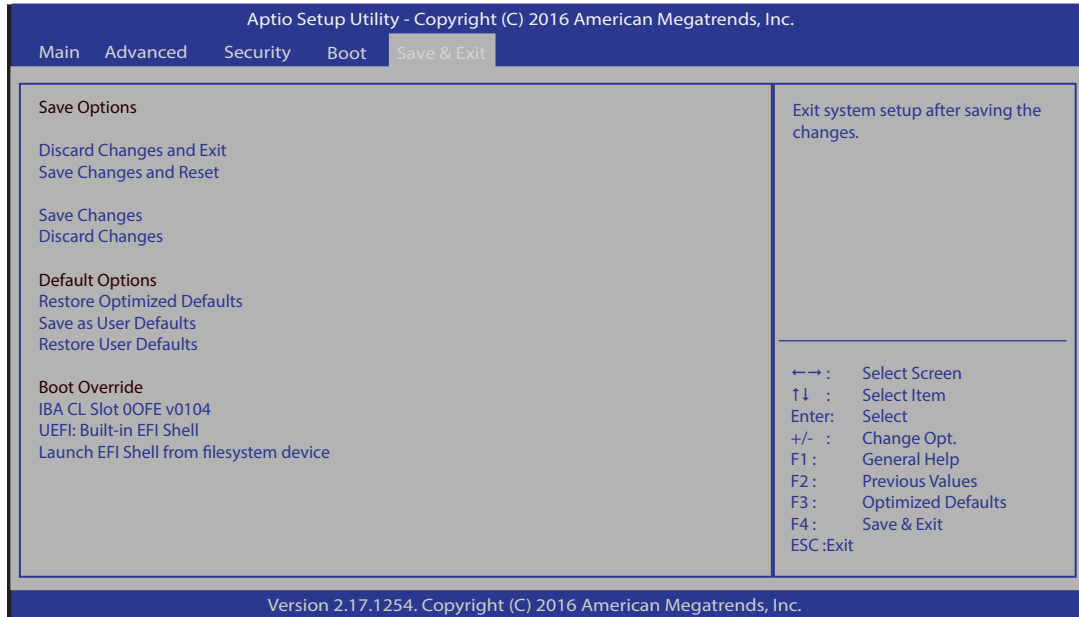 Aptio Setup Utility - Copyright (C) 2016 American Megatrends, Inc.
Main Advanced Security Boot Save & Exit
Save Options
Discard Changes and Exit
Save Changes and Reset
Save Changes
Discard Changes
Default Options
Restore Optimized Defaults
Save as User Defaults
Restore User Defaults
Boot Override
IBA CL Slot 0OFE v0104
UEFI: Built-in EFI Shell
Launch EFI Shell from filesystem device
Exit system setup after saving the
changes.
←→ : Select Screen
↑↓ : Select Item
Enter: Select
+/- : Change Opt.
F1 : General Help
F2 : Previous Values
F3 : Optimized Defaults
F4 : Save & Exit
ESC :Exit
Version 2.17.1254. Copyright (C) 2016 American Megatrends, Inc.